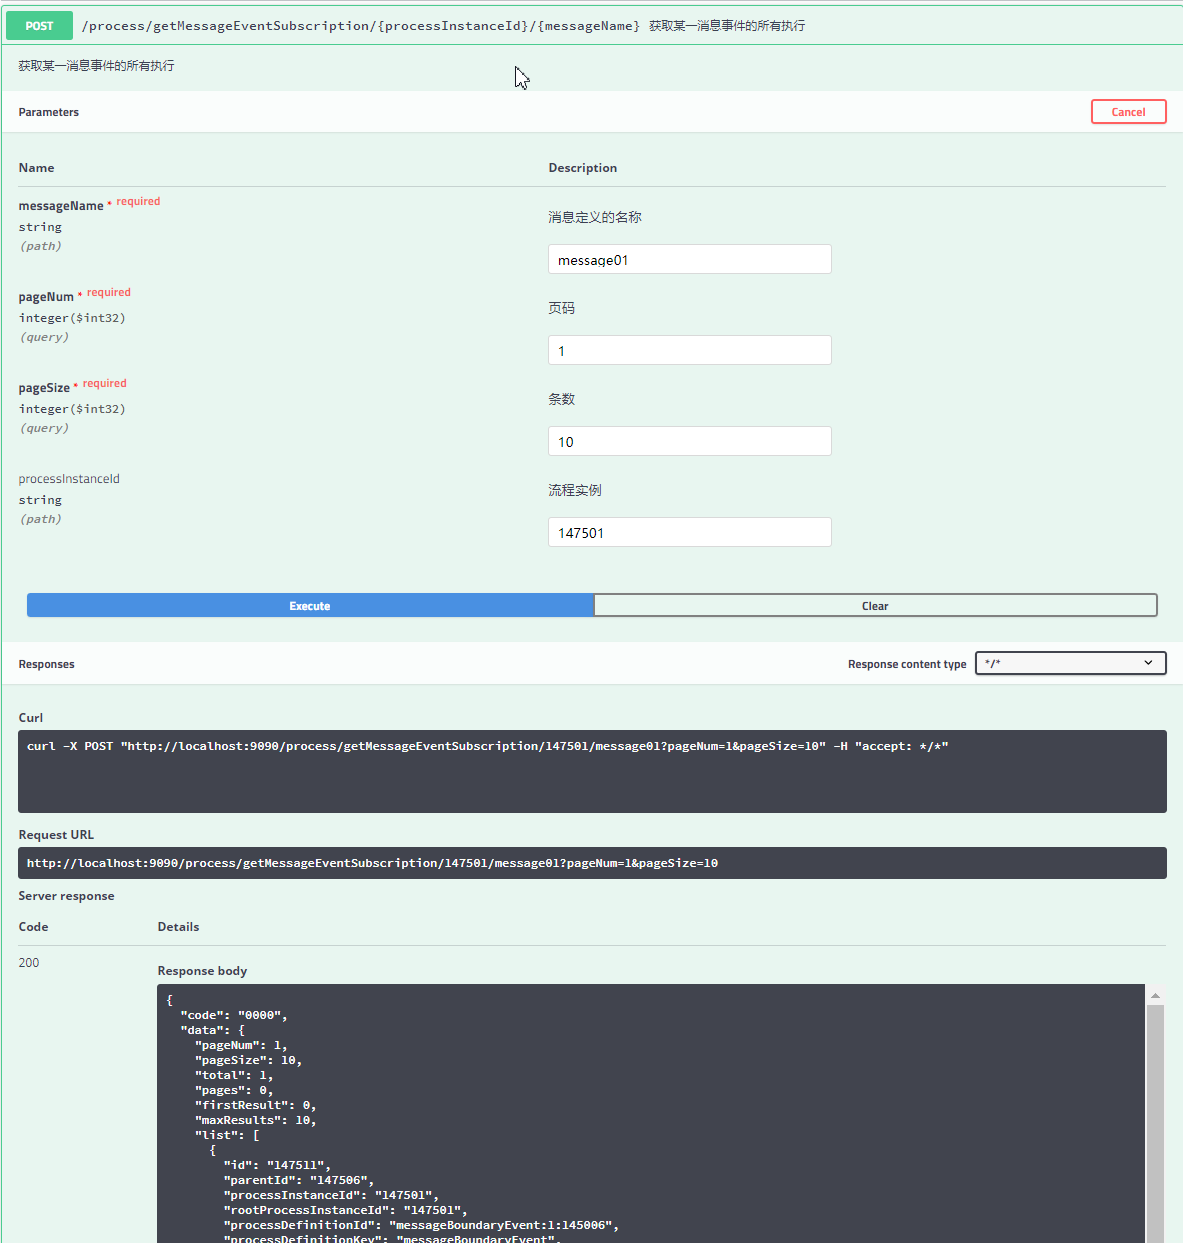 POST /process/getMessageEventSubscription/{processInstanceId}/{messageName} 获取某一消息事件的所有执行
获取某一消息事件的所有执行
Parameters Cancel
Name Description
messageName * required
string
(path)
消息定义的名称
message01
pageNum * required
integer($int32)
(query)
页码
1
pageSize * required
integer($int32)
(query)
条数
10
processInstanceId
string
(path)
流程实例
147501
Execute Clear
Responses Response content type */*
Curl
curl -X POST "http://localhost:9090/process/getMessageEventSubscription/147501/message01?pageNum=1&pageSize=10" -H "accept: */*"
Request URL
http://localhost:9090/process/getMessageEventSubscription/147501/message01?pageNum=1&pageSize=10
Server response
Code Details
200
Response body
{
"code": "0000",
"data": {
"pageNum": 1,
"pageSize": 10,
"total": 1,
"pages": 0,
"firstResult": 0,
"maxResults": 10,
"list": [
{
"id": "147511",
"parentId": "147506",
"processInstanceId": "147501",
"rootProcessInstanceId": "147501",
"processDefinitionId": "messageBoundaryEvent:1:145006",
"processDefinitionKey": "messageBoundaryEvent",